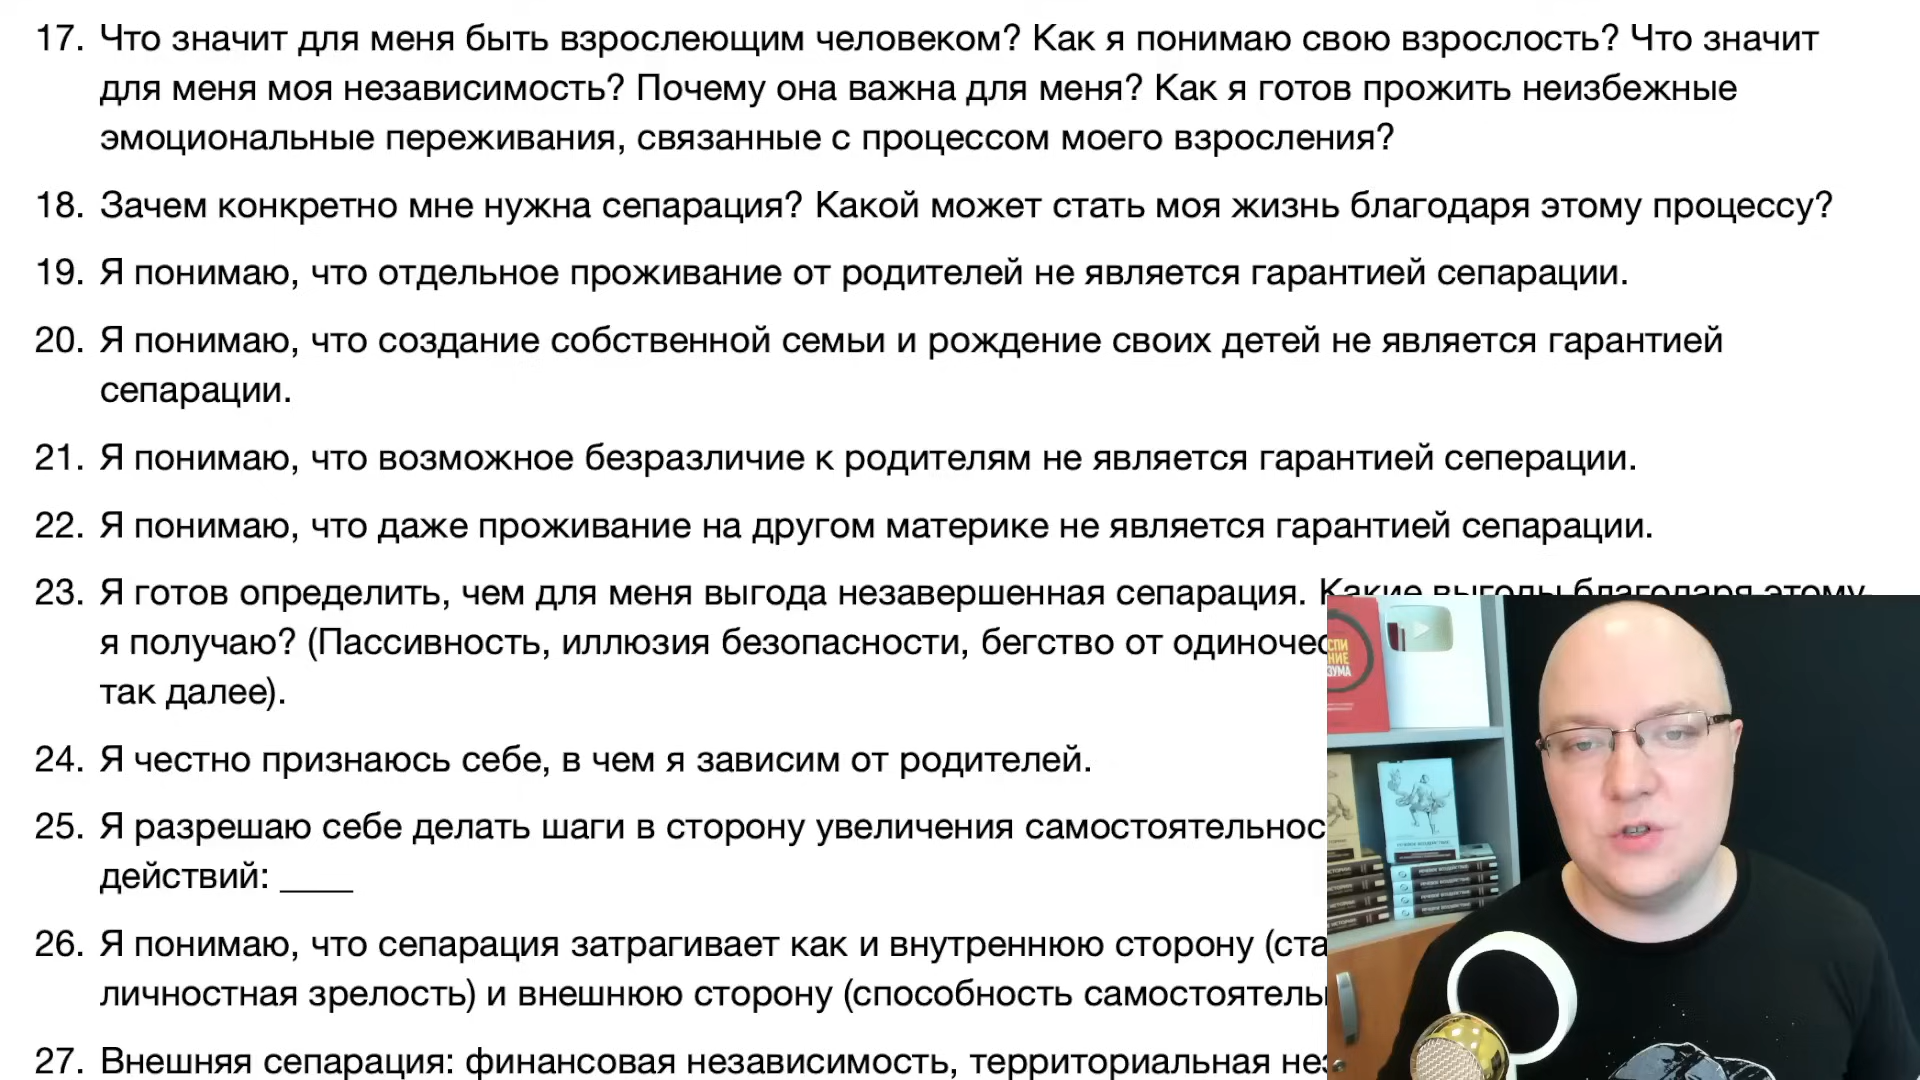 17. Что значит для меня быть взрослеющим человеком? Как я понимаю свою взрослость? Что значит
для меня моя независимость? Почему она важна для меня? Как я готов прожить неизбежные
эмоциональные переживания, связанные с процессом моего взросления?
18. Зачем конкретно мне нужна сепарация? Какой может стать моя жизнь благодаря этому процессу?
19. Я понимаю, что отдельное проживание от родителей не является гарантией сепарации.
20. Я понимаю, что создание собственной семьи и рождение своих детей не является гарантией
сепарации.
21. Я понимаю, что возможное безразличие к родителям не является гарантией сеперации.
22. Я понимаю, что даже проживание на другом материке не является гарантией сепарации.
23. Я готов определить, чем для меня выгода незавершенная сепарация. Какие выгоды благодаря этому
я получаю? (Пассивность, иллюзия безопасности, бегство от одиночес
так далее).
24. Я честно признаюсь себе, в чем я зависим от родителей.
25. Я разрешаю себе делать шаги в сторону увеличения самостоятельнос
действий: ____
26. Я понимаю, что сепарация затрагивает как и внутреннюю сторону (ста
личностная зрелость) и внешнюю сторону (способность самостоятель
27. Внешняя сепарация: финансовая независимость, территориальная нез